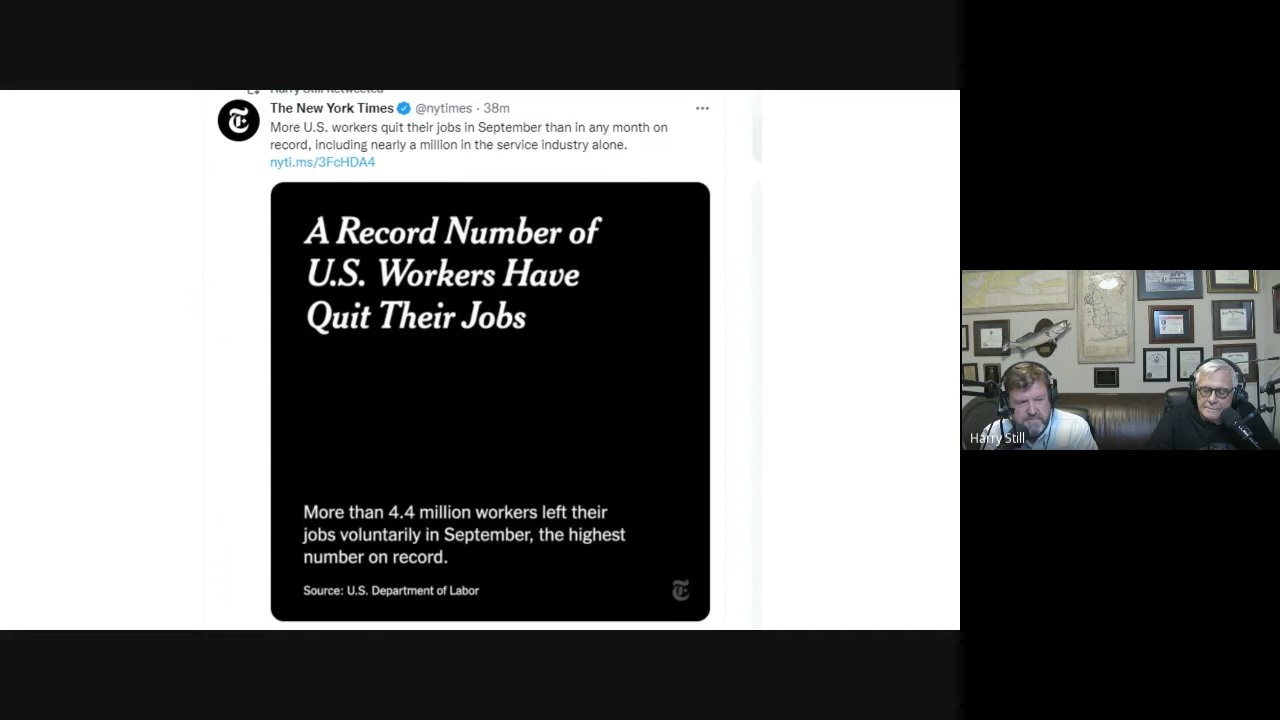 Harry Still Retweeted
The New York Times @nytimes · 38m
More U.S. workers quit their jobs in September than in any month on
record, including nearly a million in the service industry alone.
nyti.ms/3FcHDA4
A Record Number of
U.S. Workers Have
Quit Their Jobs
More than 4.4 million workers left their
jobs voluntarily in September, the highest
number on record.
Source: U.S. Department of Labor
Harry Still